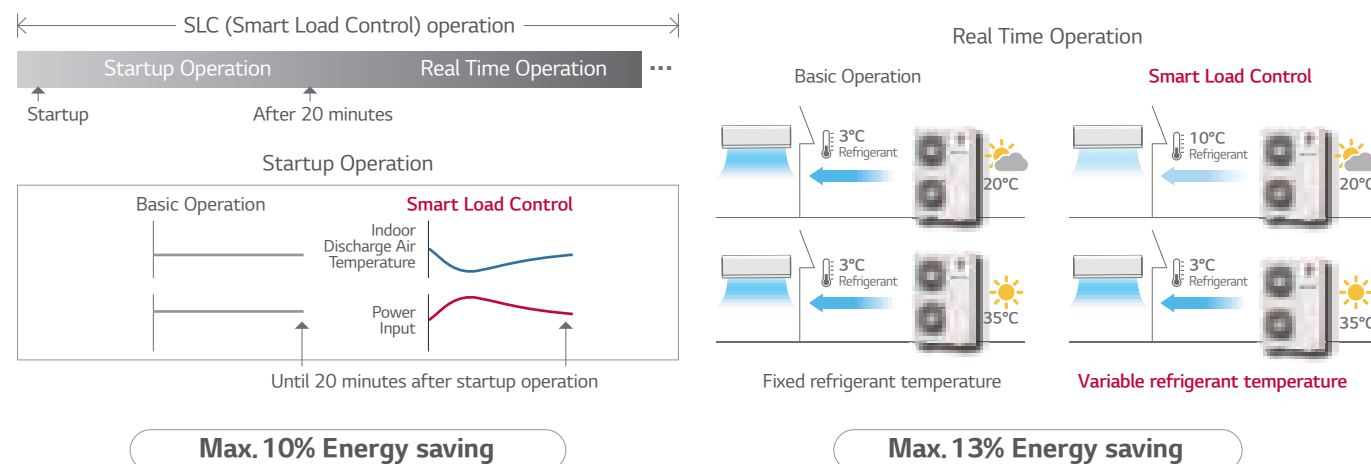 SLC (Smart Load Control) operation
Startup Operation
Real Time Operation
...
Startup
After 20 minutes
Startup Operation
Basic Operation
Smart Load Control
Indoor
Discharge Air
Temperature
Power
Input
Until 20 minutes after startup operation
Max. 10% Energy saving
Real Time Operation
Basic Operation
Smart Load Control
3°C
Refrigerant
20°C
10°C
Refrigerant
20°C
3°C
Refrigerant
35°C
3°C
Refrigerant
35°C
Fixed refrigerant temperature
Variable refrigerant temperature
Max. 13% Energy saving